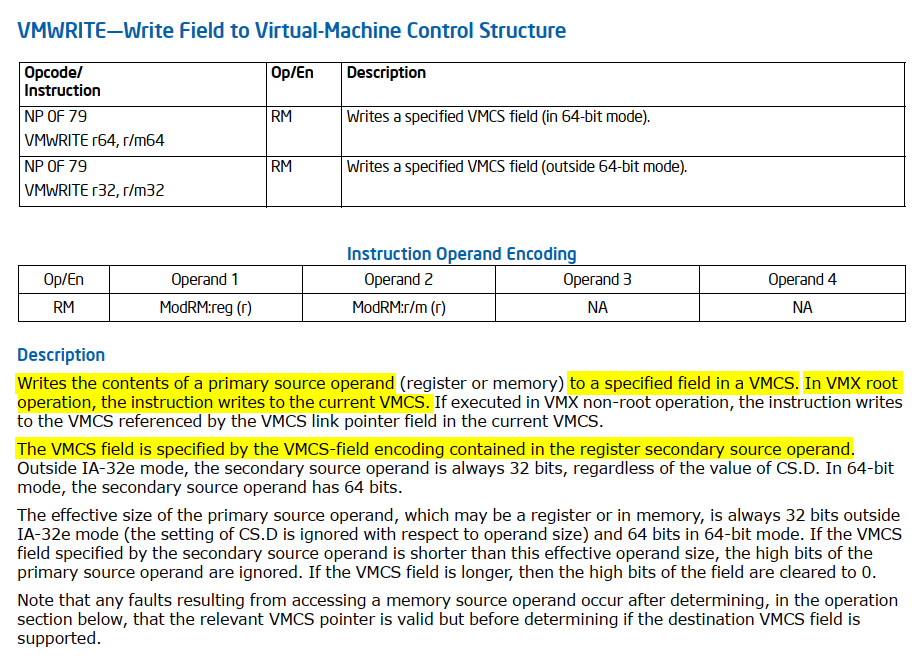 VMWRITE—Write Field to Virtual-Machine Control Structure
Opcode/ Op/En Description
Instruction
NP 0F 79 RM Writes a specified VMCS field (in 64-bit mode).
VMWRITE r64, r/m64
NP 0F 79 RM Writes a specified VMCS field (outside 64-bit mode).
VMWRITE r32, r/m32
Instruction Operand Encoding
Op/En Operand 1 Operand 2 Operand 3 Operand 4
RM ModRM:reg (r) ModRM:r/m (r) NA NA
Description
Writes the contents of a primary source operand (register or memory) to a specified field in a VMCS. In VMX root
operation, the instruction writes to the current VMCS. If executed in VMX non-root operation, the instruction writes
to the VMCS referenced by the VMCS link pointer field in the current VMCS.
The VMCS field is specified by the VMCS-field encoding contained in the register secondary source operand.
Outside IA-32e mode, the secondary source operand is always 32 bits, regardless of the value of CS.D. In 64-bit
mode, the secondary source operand has 64 bits.
The effective size of the primary source operand, which may be a register or in memory, is always 32 bits outside
IA-32e mode (the setting of CS.D is ignored with respect to operand size) and 64 bits in 64-bit mode. If the VMCS
field specified by the secondary source operand is shorter than this effective operand size, the high bits of the
primary source operand are ignored. If the VMCS field is longer, then the high bits of the field are cleared to 0.
Note that any faults resulting from accessing a memory source operand occur after determining, in the operation
section below, that the relevant VMCS pointer is valid but before determining if the destination VMCS field is
supported.